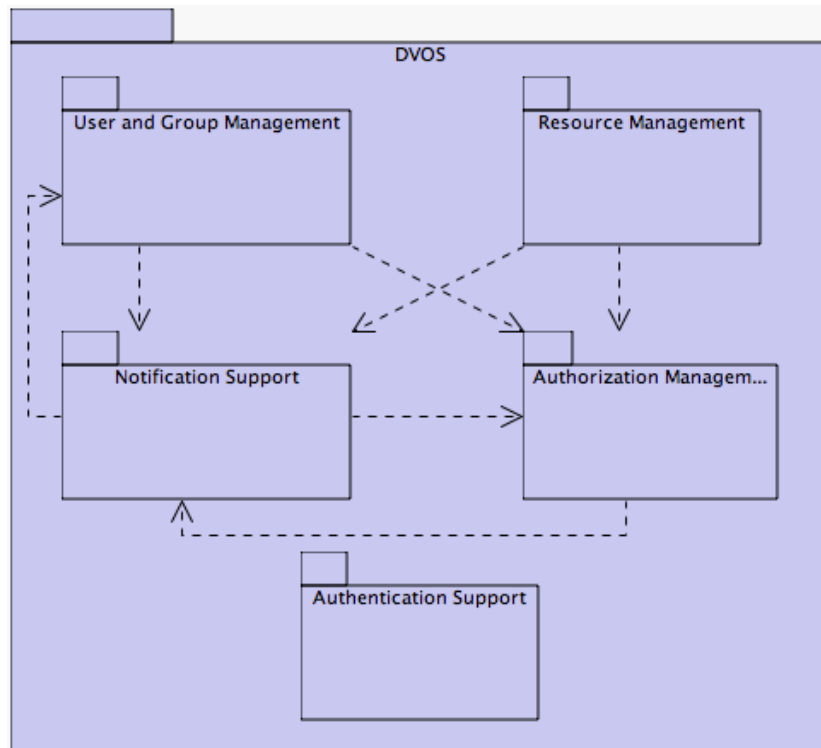 DVOS
User and Group Management
Resource Management
Notification Support
Authorization Managem...
Authentication Support